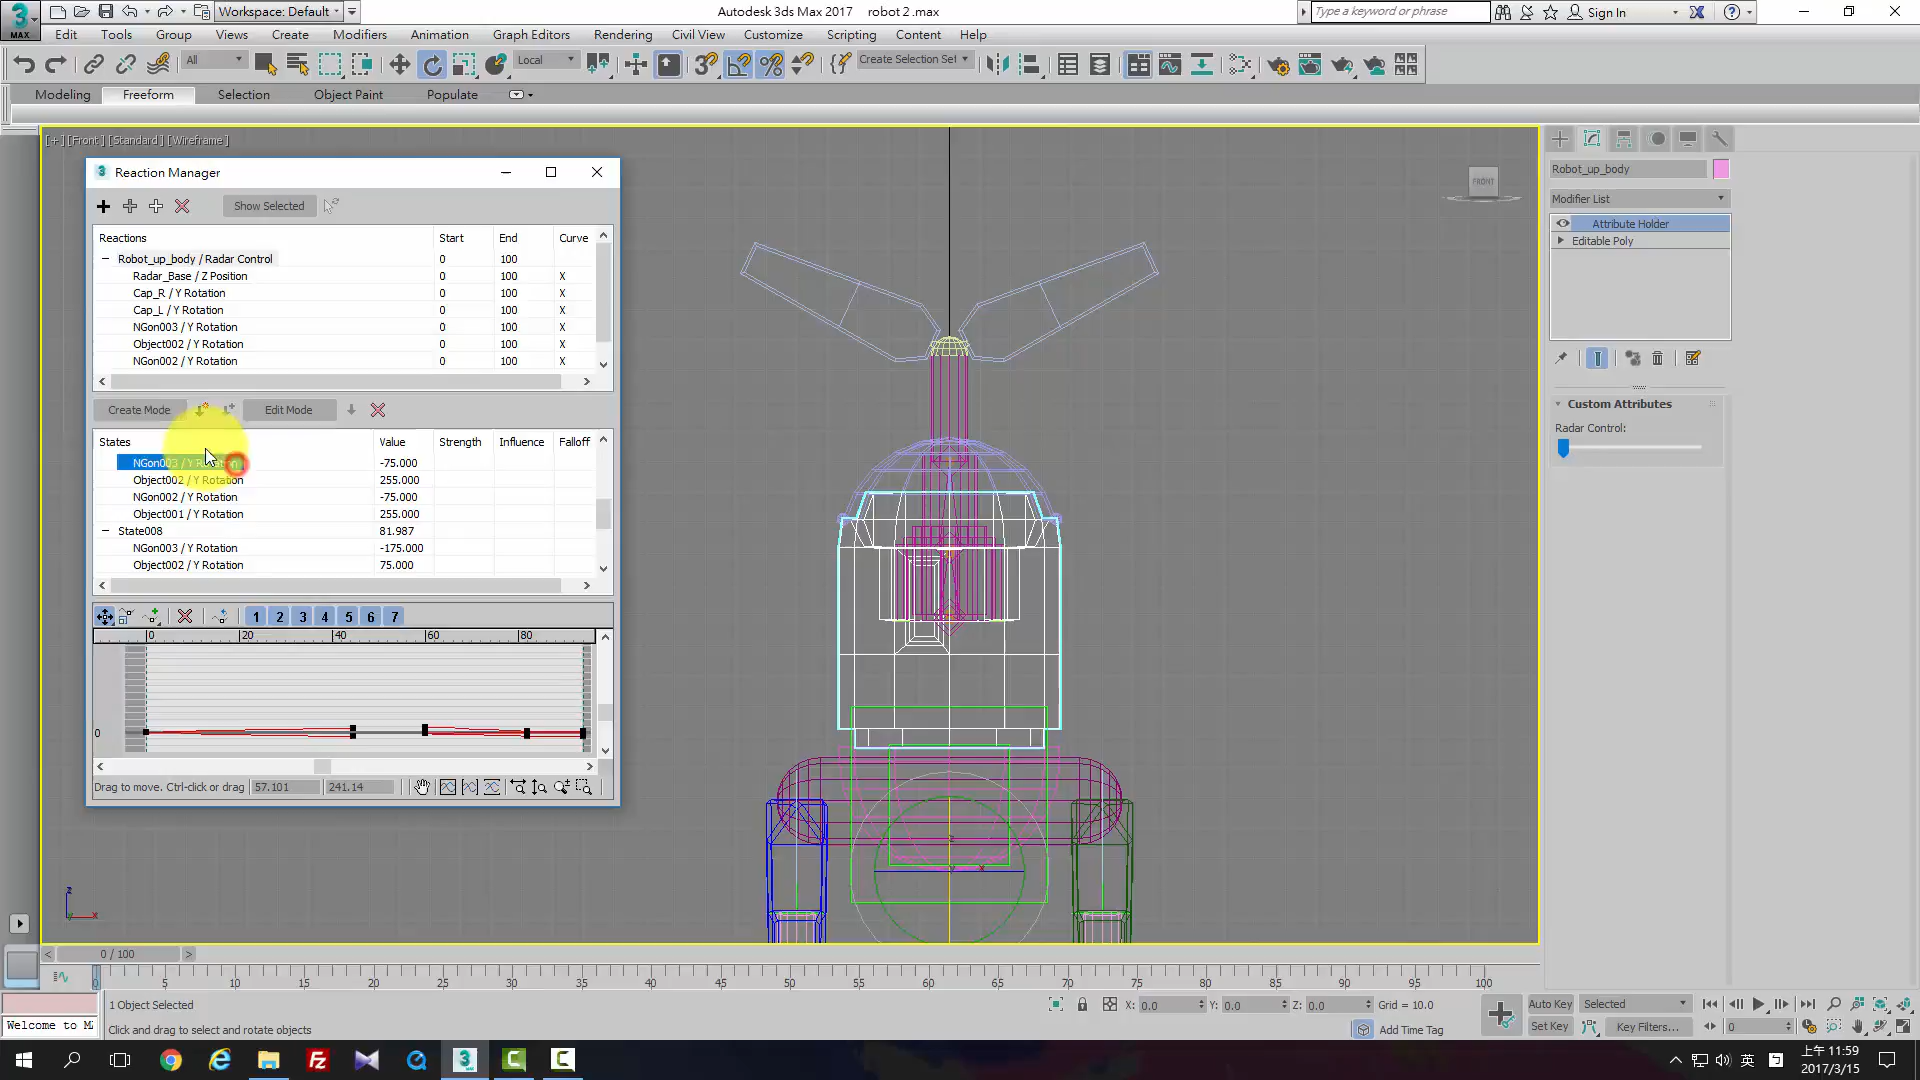 3
MAX
Workspace: Default
Autodesk 3ds Max 2017 robot 2 .max
Type a keyword or phrase
Sign In
Edit Tools Group Views Create Modifiers Animation Graph Editors Rendering Civil View Customize Scripting Content Help
All
Local
Create Selection Set
Modeling Freeform Selection Object Paint Populate
[+] [Front] [Standard] [Wireframe]
FRONT
3 Reaction Manager
Show Selected
Reactions Start End Curve
Robot_up_body / Radar Control 0 100
Radar_Base / Z Position 0 100 X
Cap_R / Y Rotation 0 100 X
Cap_L / Y Rotation 0 100 X
NGon003 / Y Rotation 0 100 X
Object002 / Y Rotation 0 100 X
NGon002 / Y Rotation 0 100 X
Create Mode Edit Mode
States Value Strength Influence Falloff
NGon003 / Y Rotation -75.000
Object002 / Y Rotation 255.000
NGon002 / Y Rotation -75.000
Object001 / Y Rotation 255.000
State008 81.987
NGon003 / Y Rotation -175.000
Object002 / Y Rotation 75.000
1 2 3 4 5 6 7
0 20 40 60 80
0
Drag to move. Ctrl-click or drag 57.101 241.14
Robot_up_body
Modifier List
Attribute Holder
Editable Poly
Custom Attributes
Radar Control:
z
x
z
x
0 / 100
5 10 15 20 25 30 35 40 45 50 55 60 65 70 75 80 85 90 95 100
1 Object Selected
X: 0.0 Y: 0.0 Z: 0.0 Grid = 10.0
Auto Key Selected
Welcome to M
Click and drag to select and rotate objects
Add Time Tag
Set Key Key Filters... 0
英
上午 11:59
2017/3/15